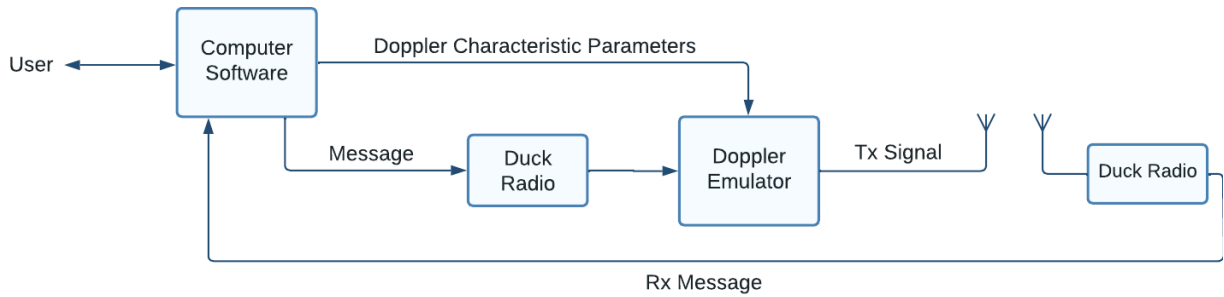 User
Computer
Software
Doppler Characteristic Parameters
Message
Duck
Radio
Doppler
Emulator
Tx Signal
Duck Radio
Rx Message